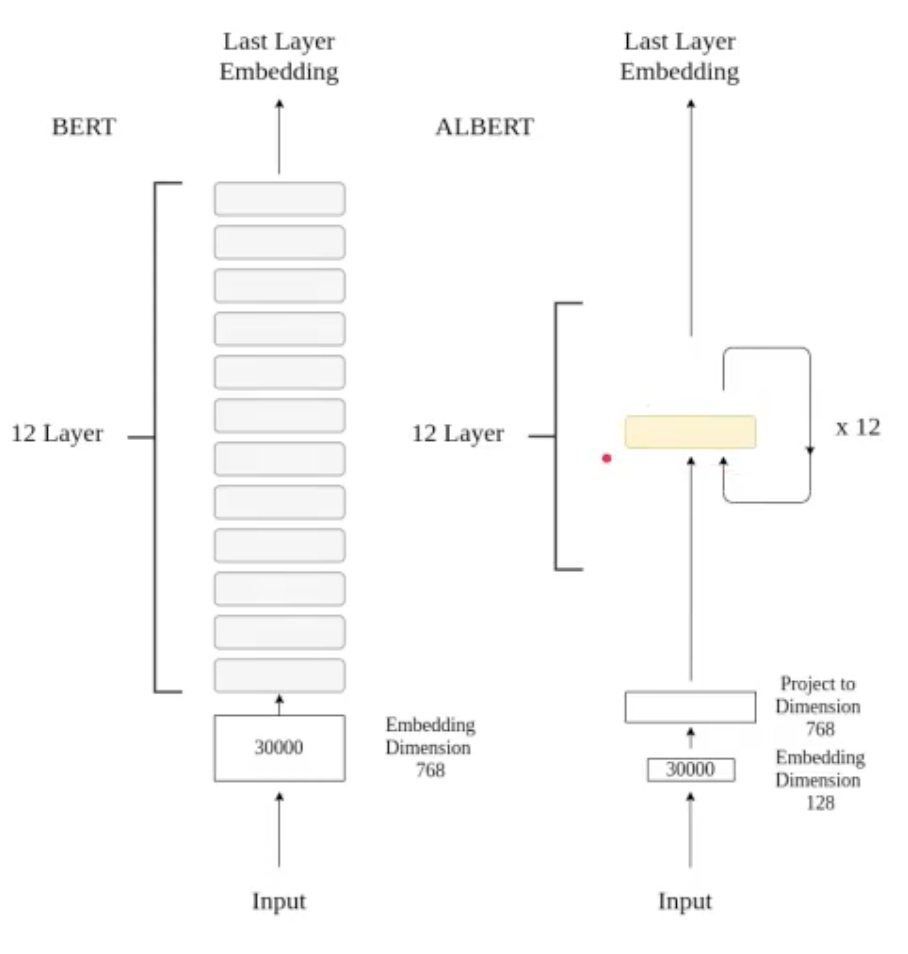 Last Layer
Embedding
BERT
12 Layer
30000
Embedding
Dimension
768
Input
Last Layer
Embedding
ALBERT
12 Layer
x 12
Project to
Dimension
768
30000
Embedding
Dimension
128
Input